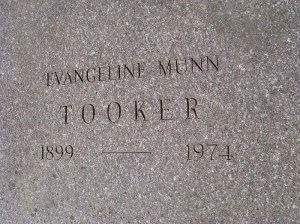 EVANGELINE MUNN
TOOKER
1899 — 1974